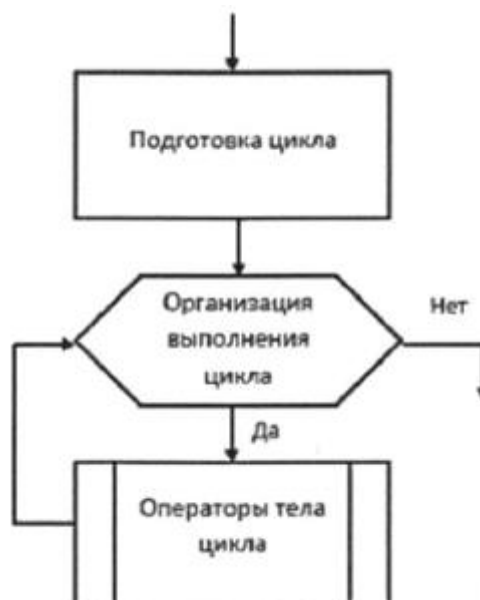 Подготовка цикла
Организация
выполнения
цикла
Нет
Да
Операторы тела
цикла